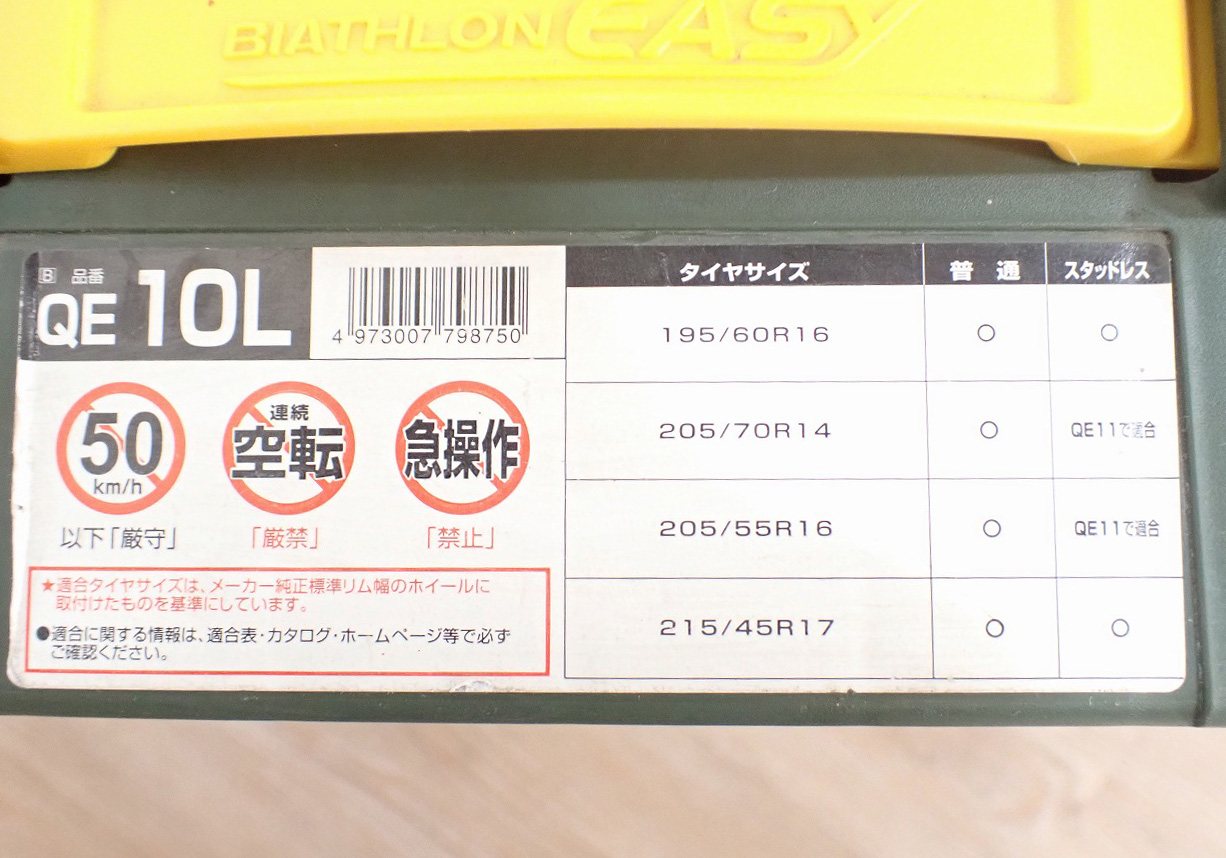 BIATHLON EASY
B 品番
QE 10L
4 973007 798750
50
km/h
以下「厳守」
連続
空転
「厳禁」
急操作
「禁止」
★適合タイヤサイズは、メーカー純正標準リム幅のホイールに
取付けたものを基準にしています。
●適合に関する情報は、適合表・カタログ・ホームページ等で必ず
ご確認ください。
タイヤサイズ 普通 スタッドレス
195/60R16 ○ ○
205/70R14 ○ QE11で適合
205/55R16 ○ QE11で適合
215/45R17 ○ ○